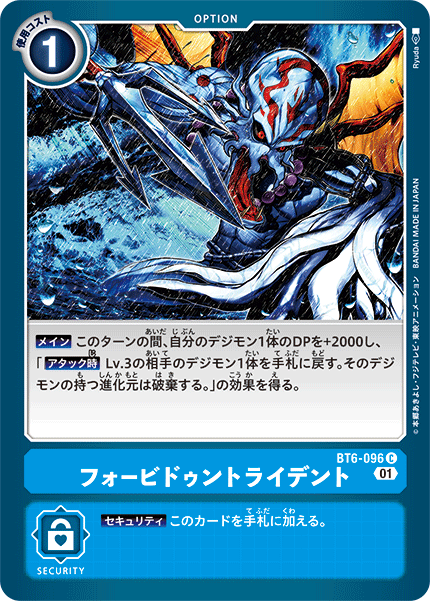 使用コスト
1
OPTION
Ryuda
©本郷あきよし・フジテレビ・東映アニメーション BANDAI MADE IN JAPAN
メイン このターンの間、自分のデジモン1体のDPを+2000し、
「アタック時 Lv.3の相手のデジモン1体を手札に戻す。そのデジ
モンの持つ進化元は破棄する。」の効果を得る。
BT6-096 C
フォービドゥントライデント
01
セキュリティ このカードを手札に加える。
SECURITY